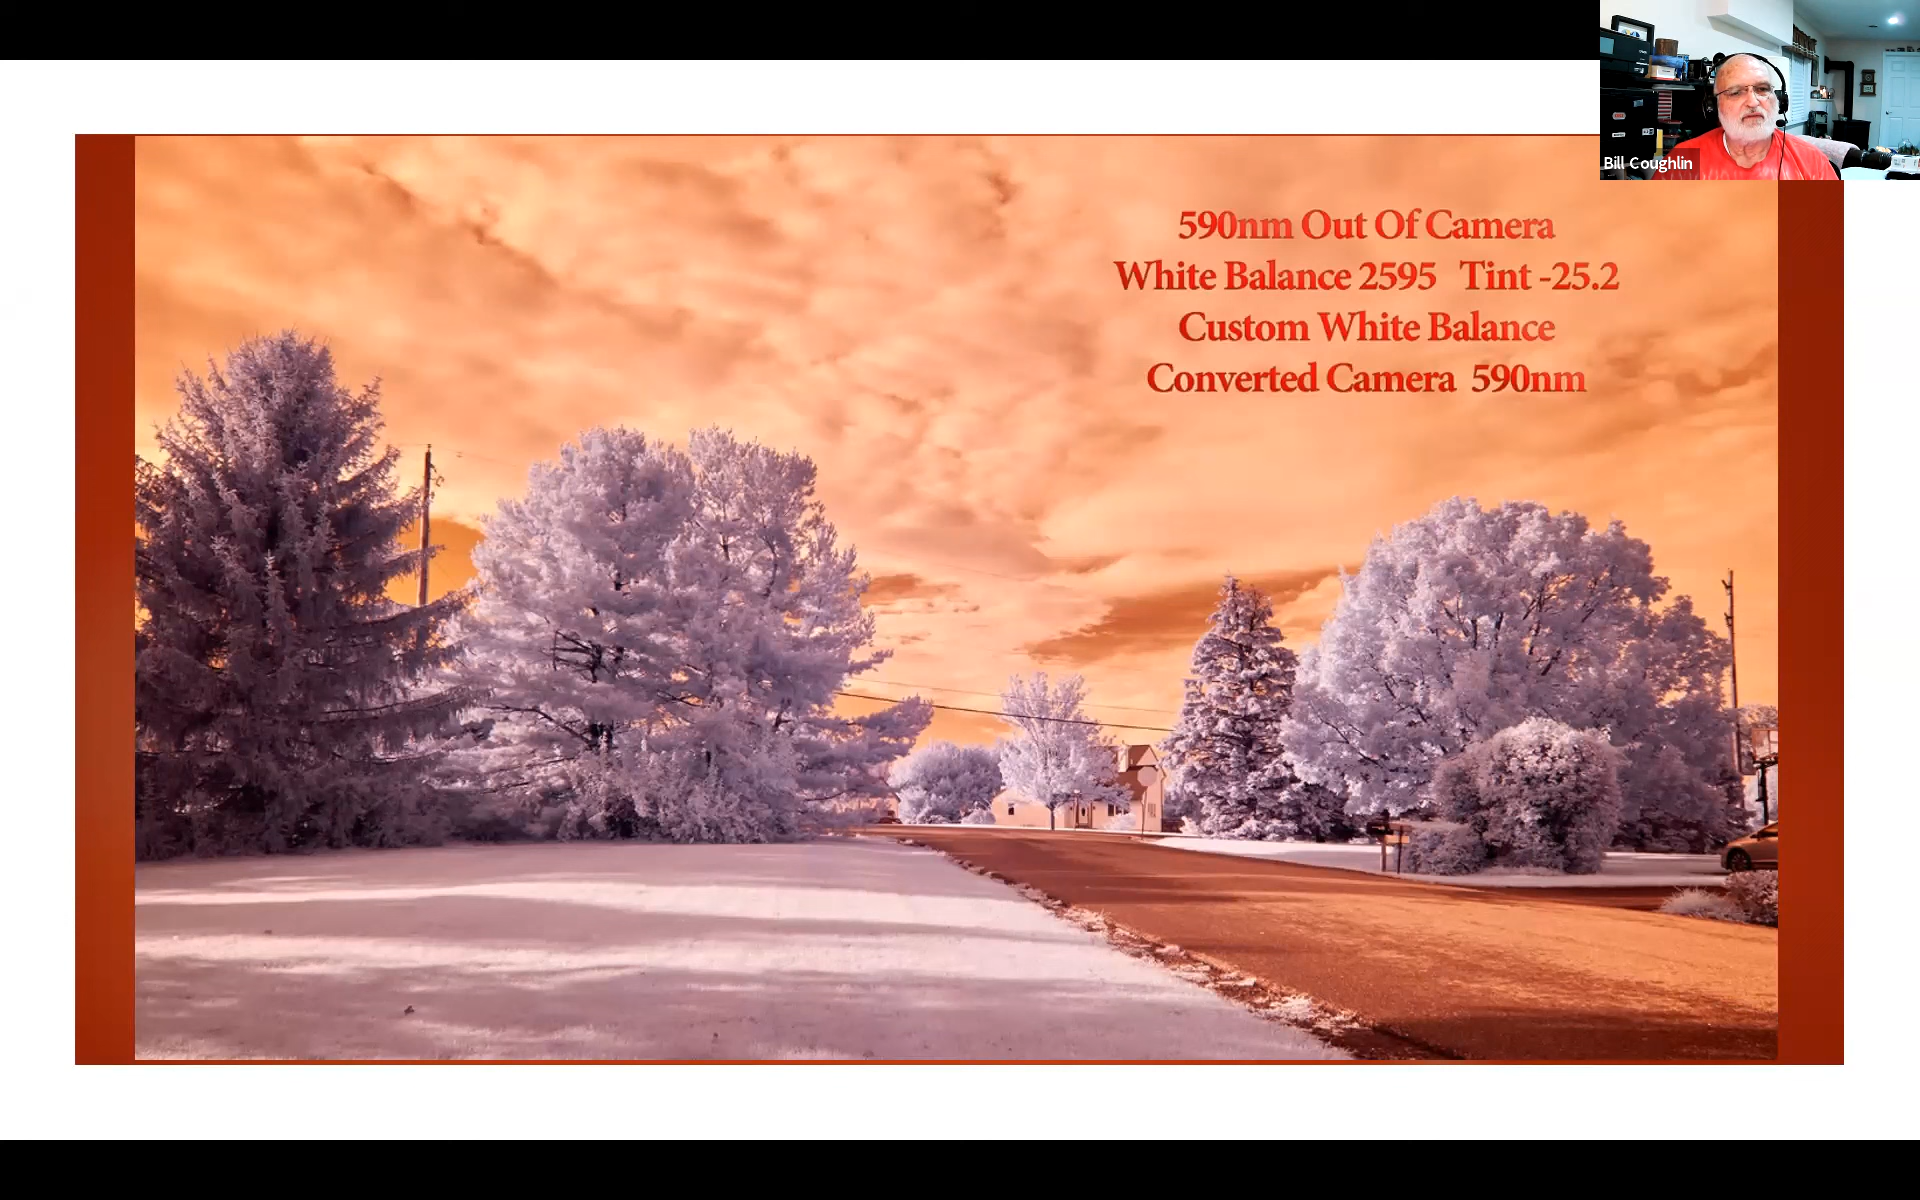 590nm Out Of Camera
White Balance 2595 Tint -25.2
Custom White Balance
Converted Camera 590nm
Bill Coughlin